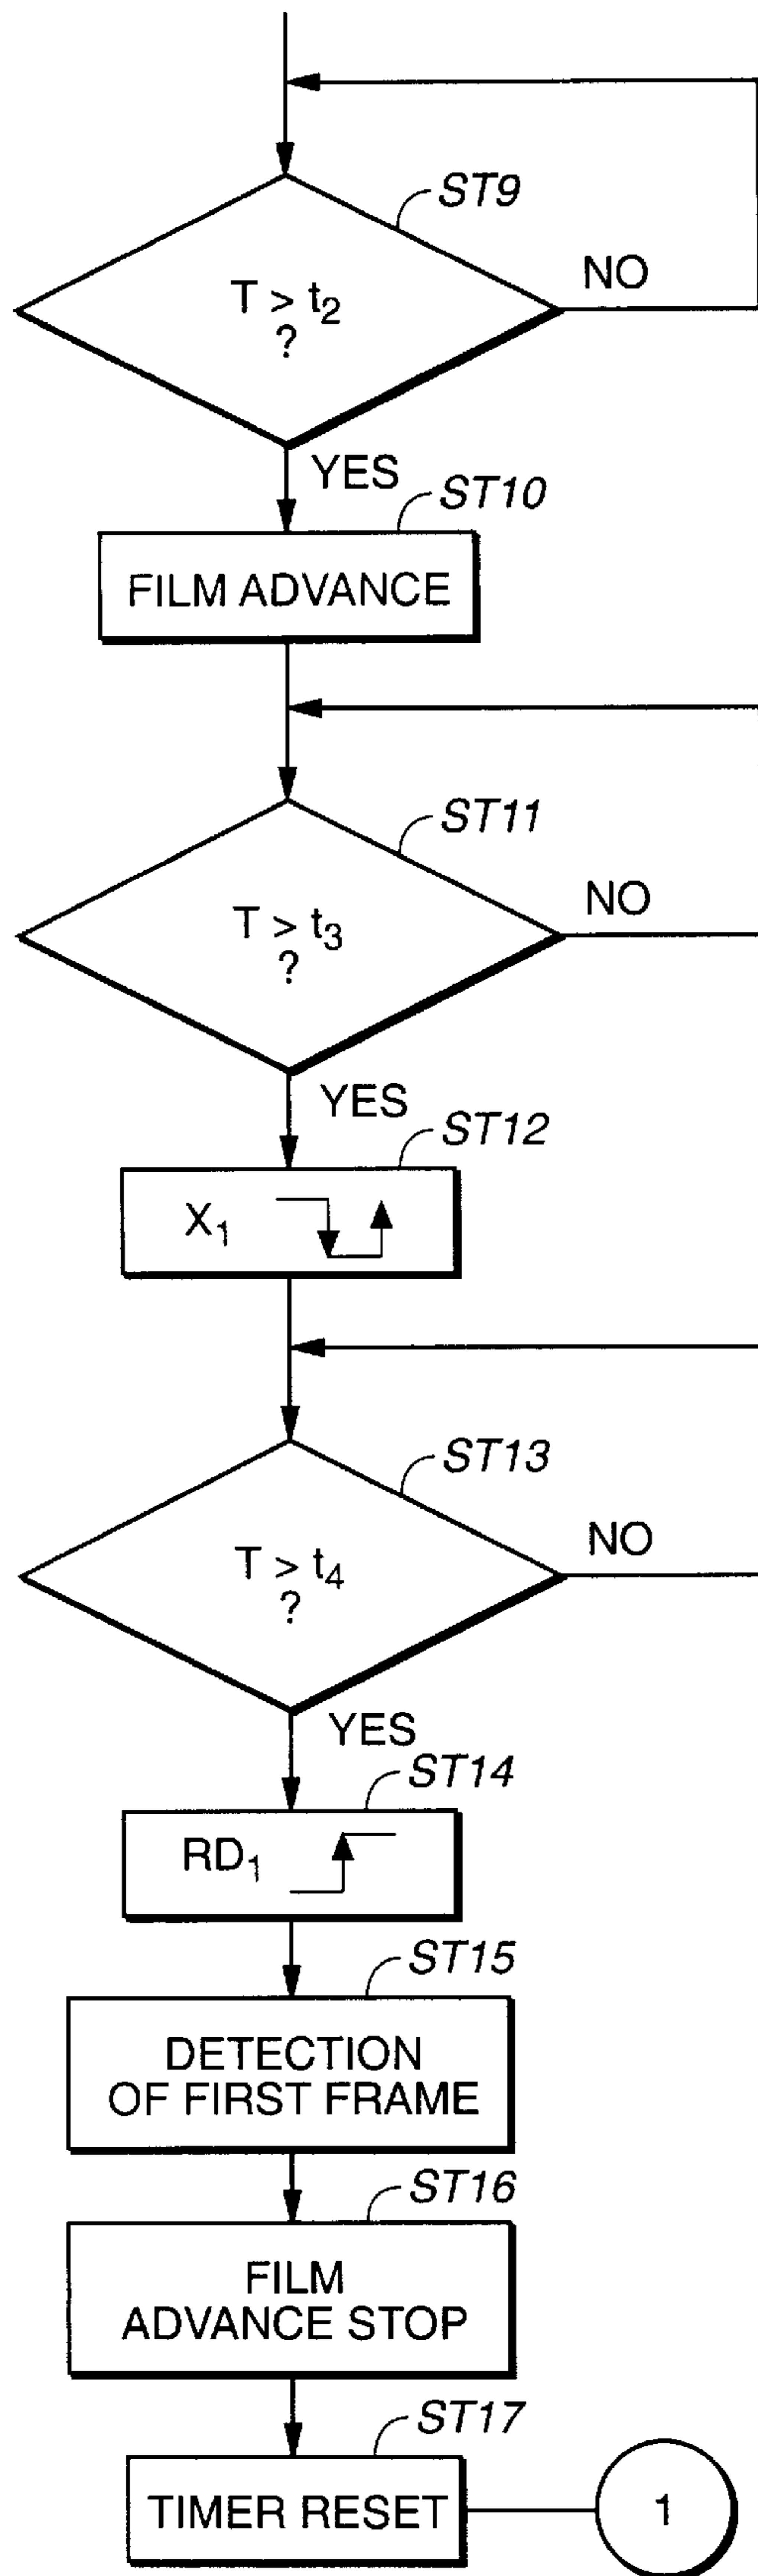 ST9
T > t2
?
NO
YES
ST10
FILM ADVANCE
ST11
T > t3
?
NO
YES
ST12
X1
ST13
T > t4
?
NO
YES
ST14
RD1
ST15
DETECTION
OF FIRST FRAME
ST16
FILM
ADVANCE STOP
ST17
TIMER RESET
1